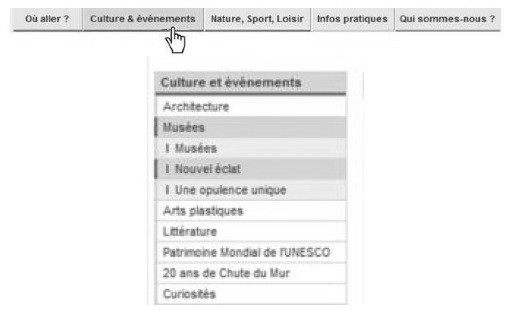 Où aller ? Culture & évènements Nature, Sport, Loisir Infos pratiques Qui sommes-nous ?
Culture et évènements
Architecture
Musées
I Musées
I Nouvel éclat
I Une opulence unique
Arts plastiques
Littérature
Patrimoine Mondial de l'UNESCO
20 ans de Chute du Mur
Curiosités